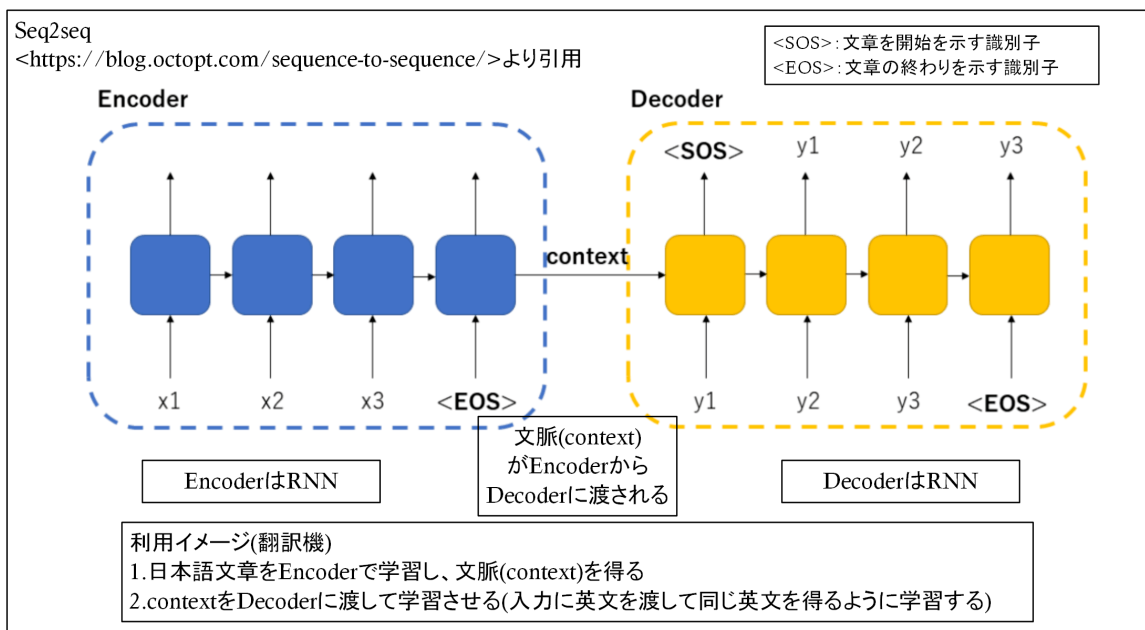 Seq2seq
<https://blog.octopt.com/sequence-to-sequence/>より引用
<SOS>:文章を開始を示す識別子
<EOS>:文章の終わりを示す識別子
Encoder
Decoder
<SOS> y1 y2 y3
context
x1 x2 x3 <EOS>
y1 y2 y3 <EOS>
文脈(context)
がEncoderから
Decoderに渡される
EncoderはRNN
DecoderはRNN
利用イメージ(翻訳機)
1.日本語文章をEncoderで学習し、文脈(context)を得る
2.contextをDecoderに渡して学習させる(入力に英文を渡して同じ英文を得るように学習する)